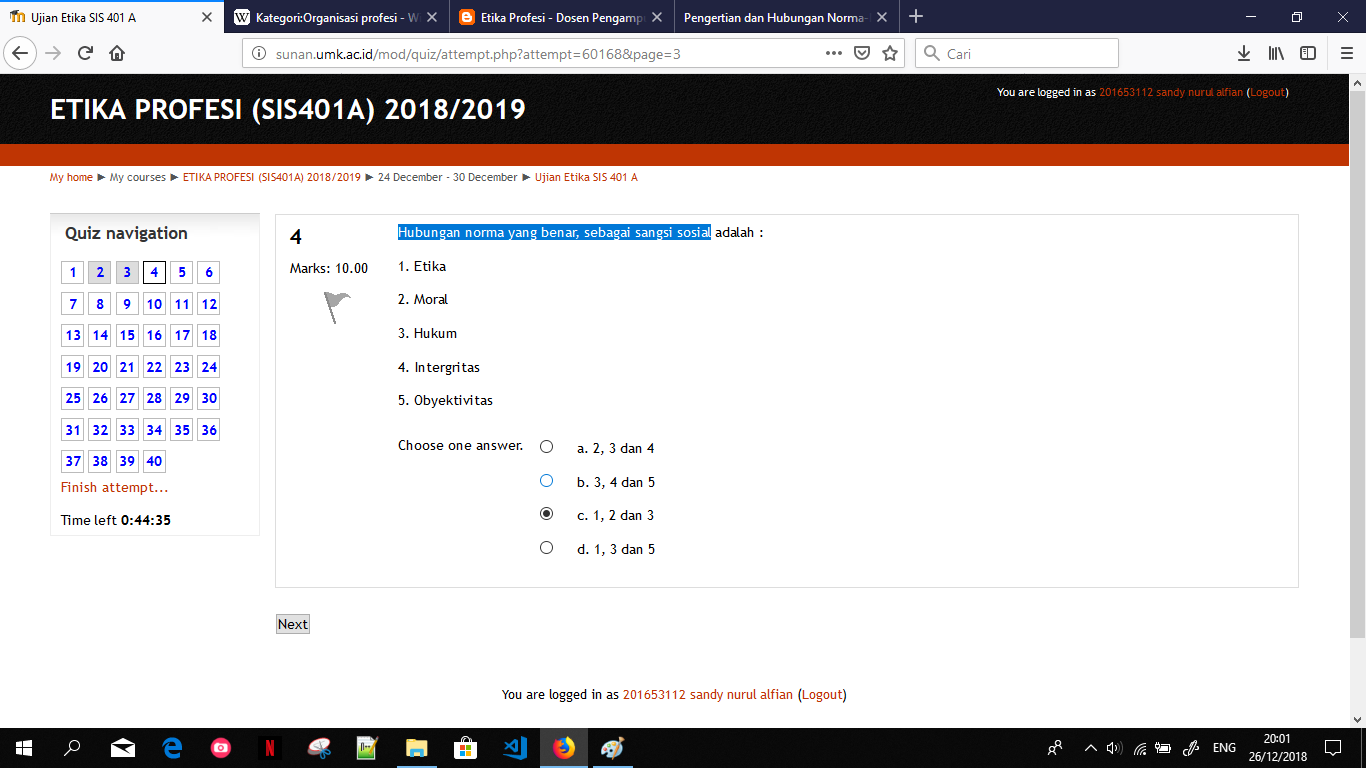 Ujian Etika SIS 401 A
Kategori:Organisasi profesi - W
Etika Profesi - Dosen Pengampu
Pengertian dan Hubungan Norma-
sunan.umk.ac.id/mod/quiz/attempt.php?attempt=60168&page=3
Cari
ETIKA PROFESI (SIS401A) 2018/2019
You are logged in as 201653112 sandy nurul alfian (Logout)
My home ► My courses ► ETIKA PROFESI (SIS401A) 2018/2019 ► 24 December - 30 December ► Ujian Etika SIS 401 A
Quiz navigation
1 2 3 4 5 6
7 8 9 10 11 12
13 14 15 16 17 18
19 20 21 22 23 24
25 26 27 28 29 30
31 32 33 34 35 36
37 38 39 40
Finish attempt...
Time left 0:44:35
4
Marks: 10.00
Hubungan norma yang benar, sebagai sangsi sosial adalah :
1. Etika
2. Moral
3. Hukum
4. Intergritas
5. Obyektivitas
Choose one answer.
a. 2, 3 dan 4
b. 3, 4 dan 5
c. 1, 2 dan 3
d. 1, 3 dan 5
Next
You are logged in as 201653112 sandy nurul alfian (Logout)
ENG
20:01
26/12/2018